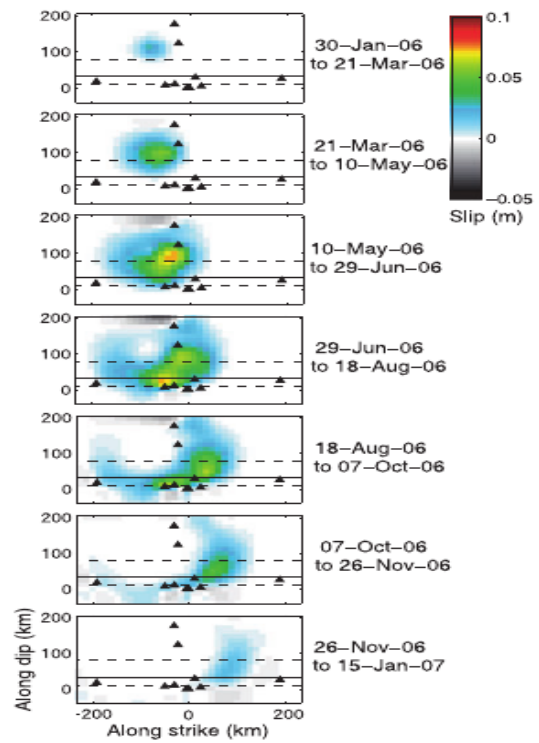 200
100
0
30-Jan-06
to 21-Mar-06
0.1
0.05
0
-0.05
Slip (m)
200
100
0
21-Mar-06
to 10-May-06
200
100
0
10-May-06
to 29-Jun-06
200
100
0
29-Jun-06
to 18-Aug-06
200
100
0
18-Aug-06
to 07-Oct-06
200
100
0
07-Oct-06
to 26-Nov-06
200
100
0
26-Nov-06
to 15-Jan-07
Along dip (km)
-200 0 200
Along strike (km)